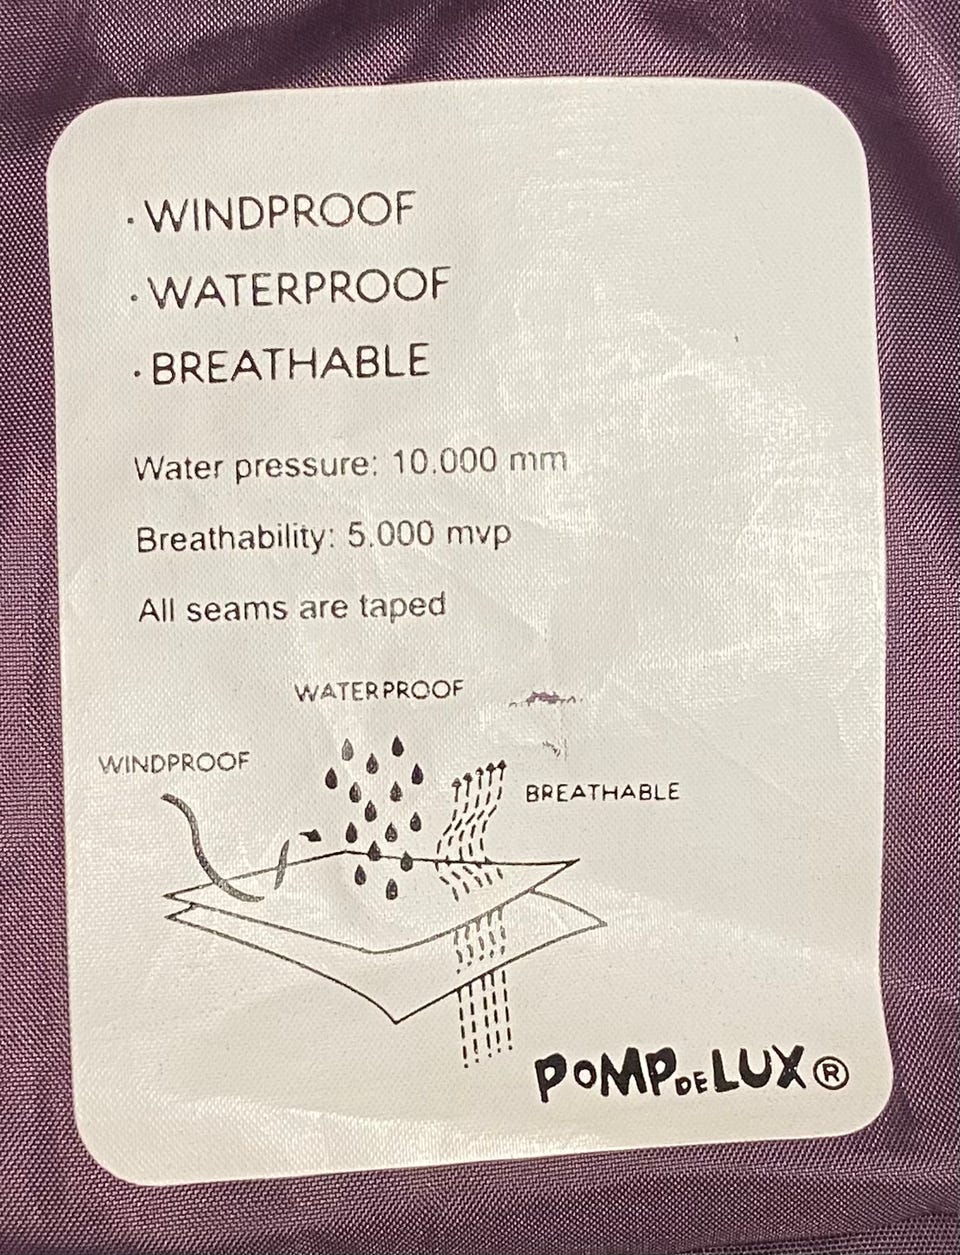 · WINDPROOF
· WATERPROOF
· BREATHABLE
Water pressure: 10.000 mm
Breathability: 5.000 mvp
All seams are taped
WATERPROOF
WINDPROOF
BREATHABLE
POMPDELUX®